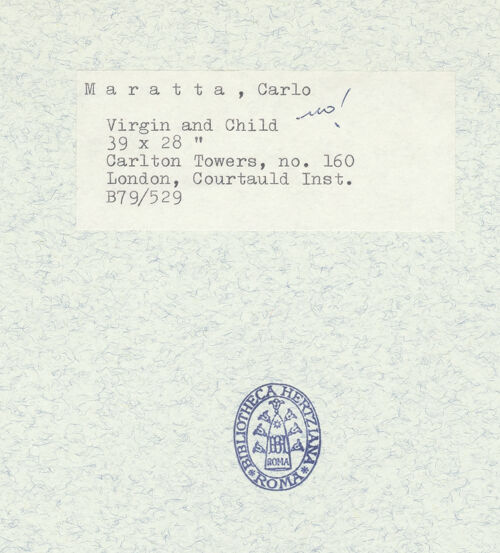 Maratta, Carlo
no!
Virgin and Child
39 x 28 "
Carlton Towers, no. 160
London, Courtauld Inst.
B79/529
BIBLIOTHECA HERTZIANA
ROMA
ROMA